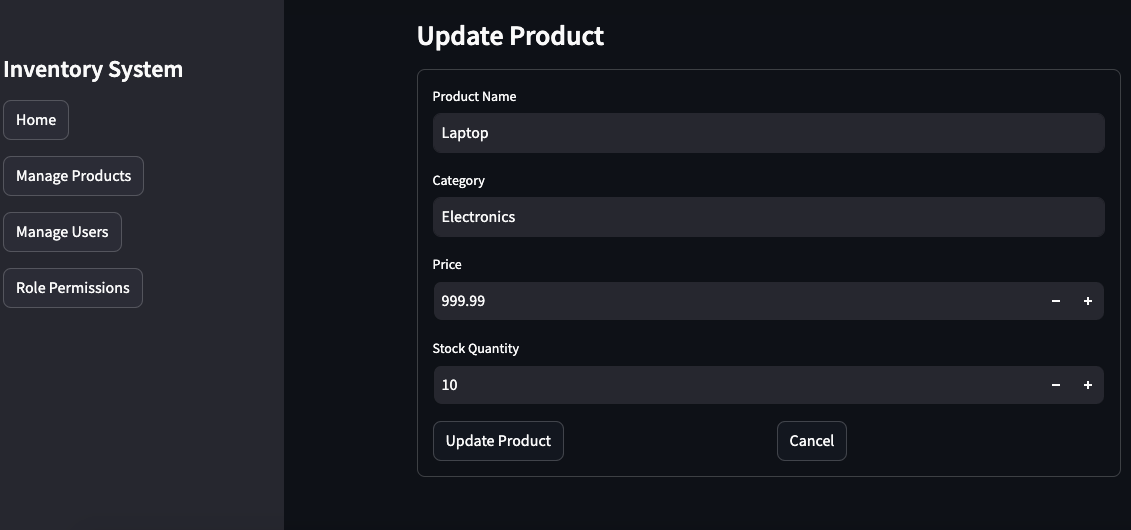 Inventory System
Home
Manage Products
Manage Users
Role Permissions
Update Product
Product Name
Laptop
Category
Electronics
Price
999.99
Stock Quantity
10
Update Product
Cancel